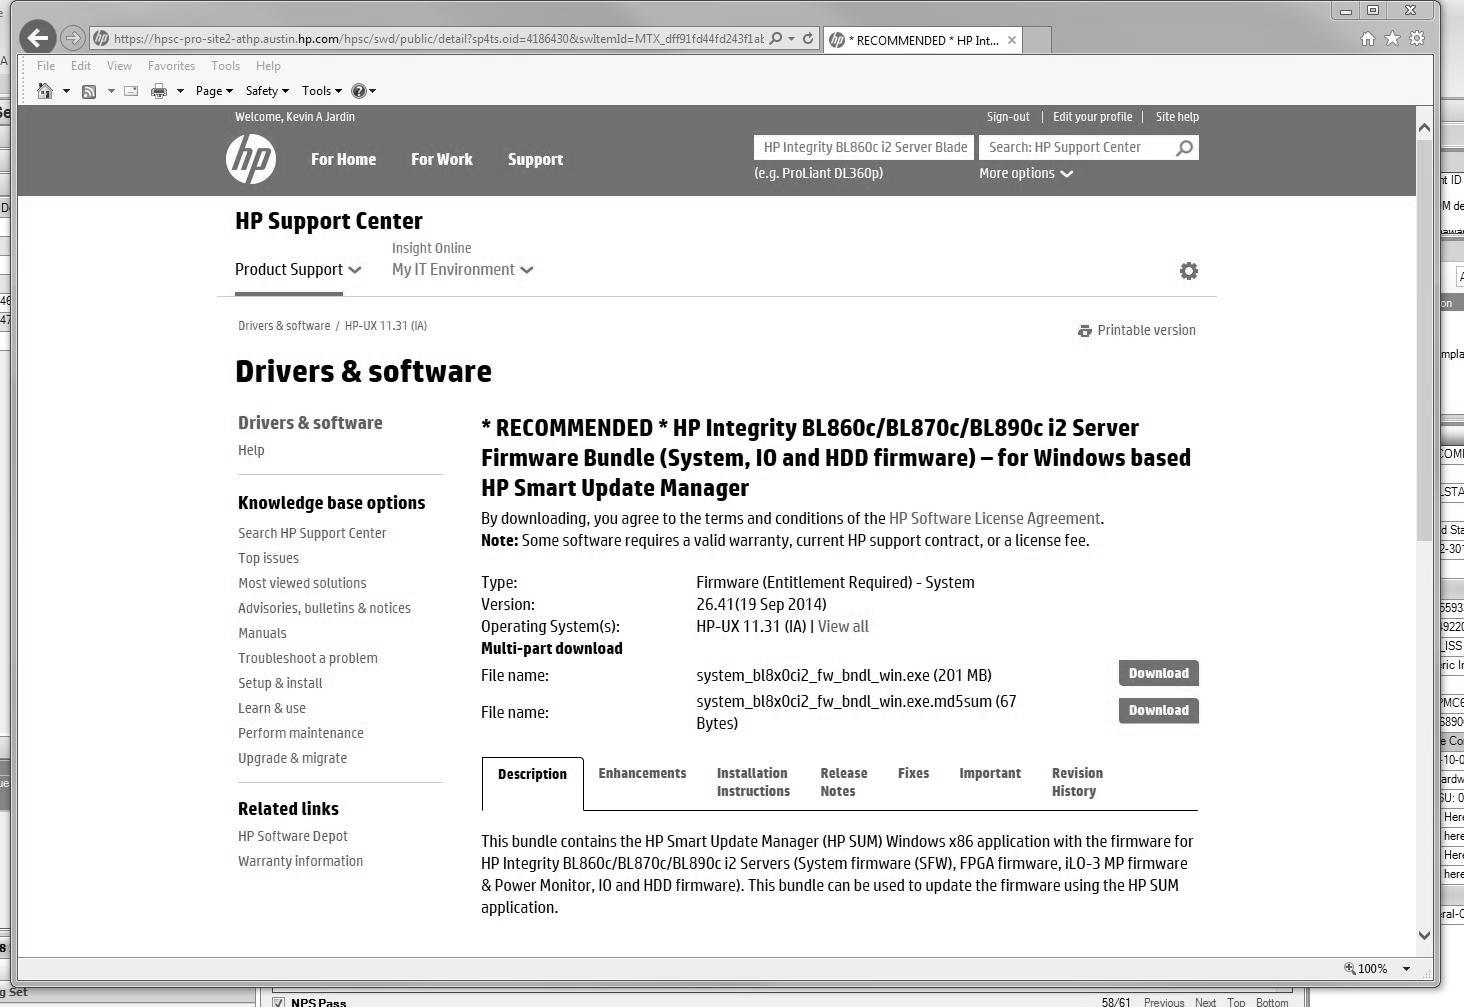 https://hpsc-pro-site2-athp.austin.hp.com/hpsc/swd/public/detail?sp4ts.oid=4186430&swItemId=MTX_dff91fd44fd243f1ab
* RECOMMENDED * HP Int...
File Edit View Favorites Tools Help
Page Safety Tools
Welcome, Kevin A Jardin
Sign-out | Edit your profile | Site help
hp
For Home For Work Support
HP Integrity BL860c i2 Server Blade
Search: HP Support Center
(e.g. ProLiant DL360p)
More options
HP Support Center
Insight Online
Product Support
My IT Environment
Drivers & software / HP-UX 11.31 (IA)
Printable version
Drivers & software
Drivers & software
Help
Knowledge base options
Search HP Support Center
Top issues
Most viewed solutions
Advisories, bulletins & notices
Manuals
Troubleshoot a problem
Setup & install
Learn & use
Perform maintenance
Upgrade & migrate
Related links
HP Software Depot
Warranty information
* RECOMMENDED * HP Integrity BL860c/BL870c/BL890c i2 Server
Firmware Bundle (System, IO and HDD firmware) – for Windows based
HP Smart Update Manager
By downloading, you agree to the terms and conditions of the HP Software License Agreement.
Note: Some software requires a valid warranty, current HP support contract, or a license fee.
Type: Firmware (Entitlement Required) - System
Version: 26.41(19 Sep 2014)
Operating System(s): HP-UX 11.31 (IA) | View all
Multi-part download
File name: system_bl8x0ci2_fw_bndl_win.exe (201 MB) Download
File name: system_bl8x0ci2_fw_bndl_win.exe.md5sum (67
Bytes) Download
Description Enhancements Installation Instructions Release Notes Fixes Important Revision History
This bundle contains the HP Smart Update Manager (HP SUM) Windows x86 application with the firmware for
HP Integrity BL860c/BL870c/BL890c i2 Servers (System firmware (SFW), FPGA firmware, iLO-3 MP firmware
& Power Monitor, IO and HDD firmware). This bundle can be used to update the firmware using the HP SUM
application.
100%
g Set
NPS Pass
58/61 Previous Next Top Bottom